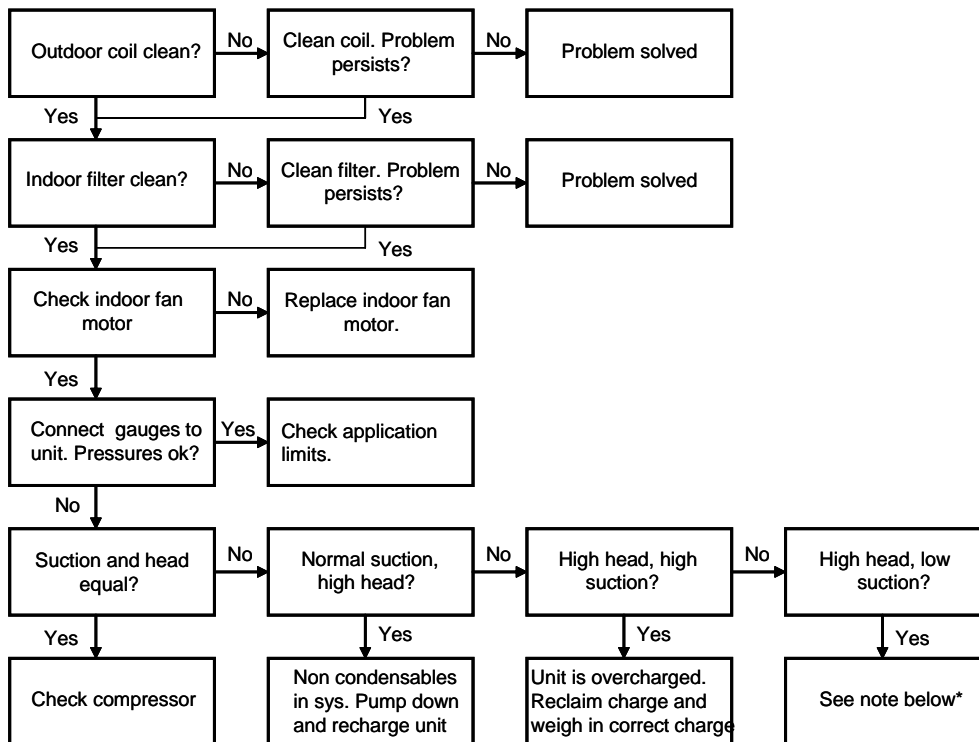 Outdoor coil clean?
No
Clean coil. Problem
persists?
No
Problem solved
Yes
Yes
Indoor filter clean?
No
Clean filter. Problem
persists?
No
Problem solved
Yes
Yes
Check indoor fan
motor
No
Replace indoor fan
motor.
Yes
Connect gauges to
unit. Pressures ok?
Yes
Check application
limits.
No
Suction and head
equal?
No
Normal suction,
high head?
No
High head, high
suction?
No
High head, low
suction?
Yes
Yes
Yes
Yes
Check compressor
Non condensables
in sys. Pump down
and recharge unit
Unit is overcharged.
Reclaim charge and
weigh in correct charge
See note below*